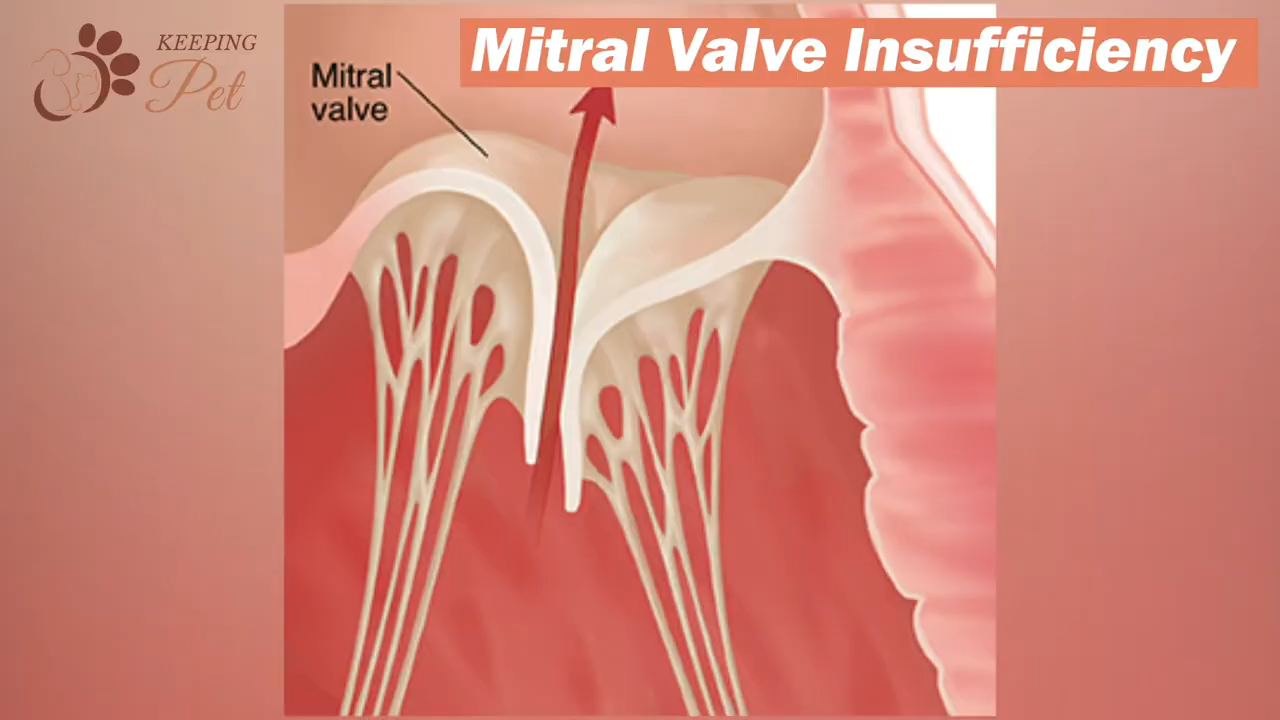 KEEPING
Pet
Mitral Valve Insufficiency
Mitral
valve